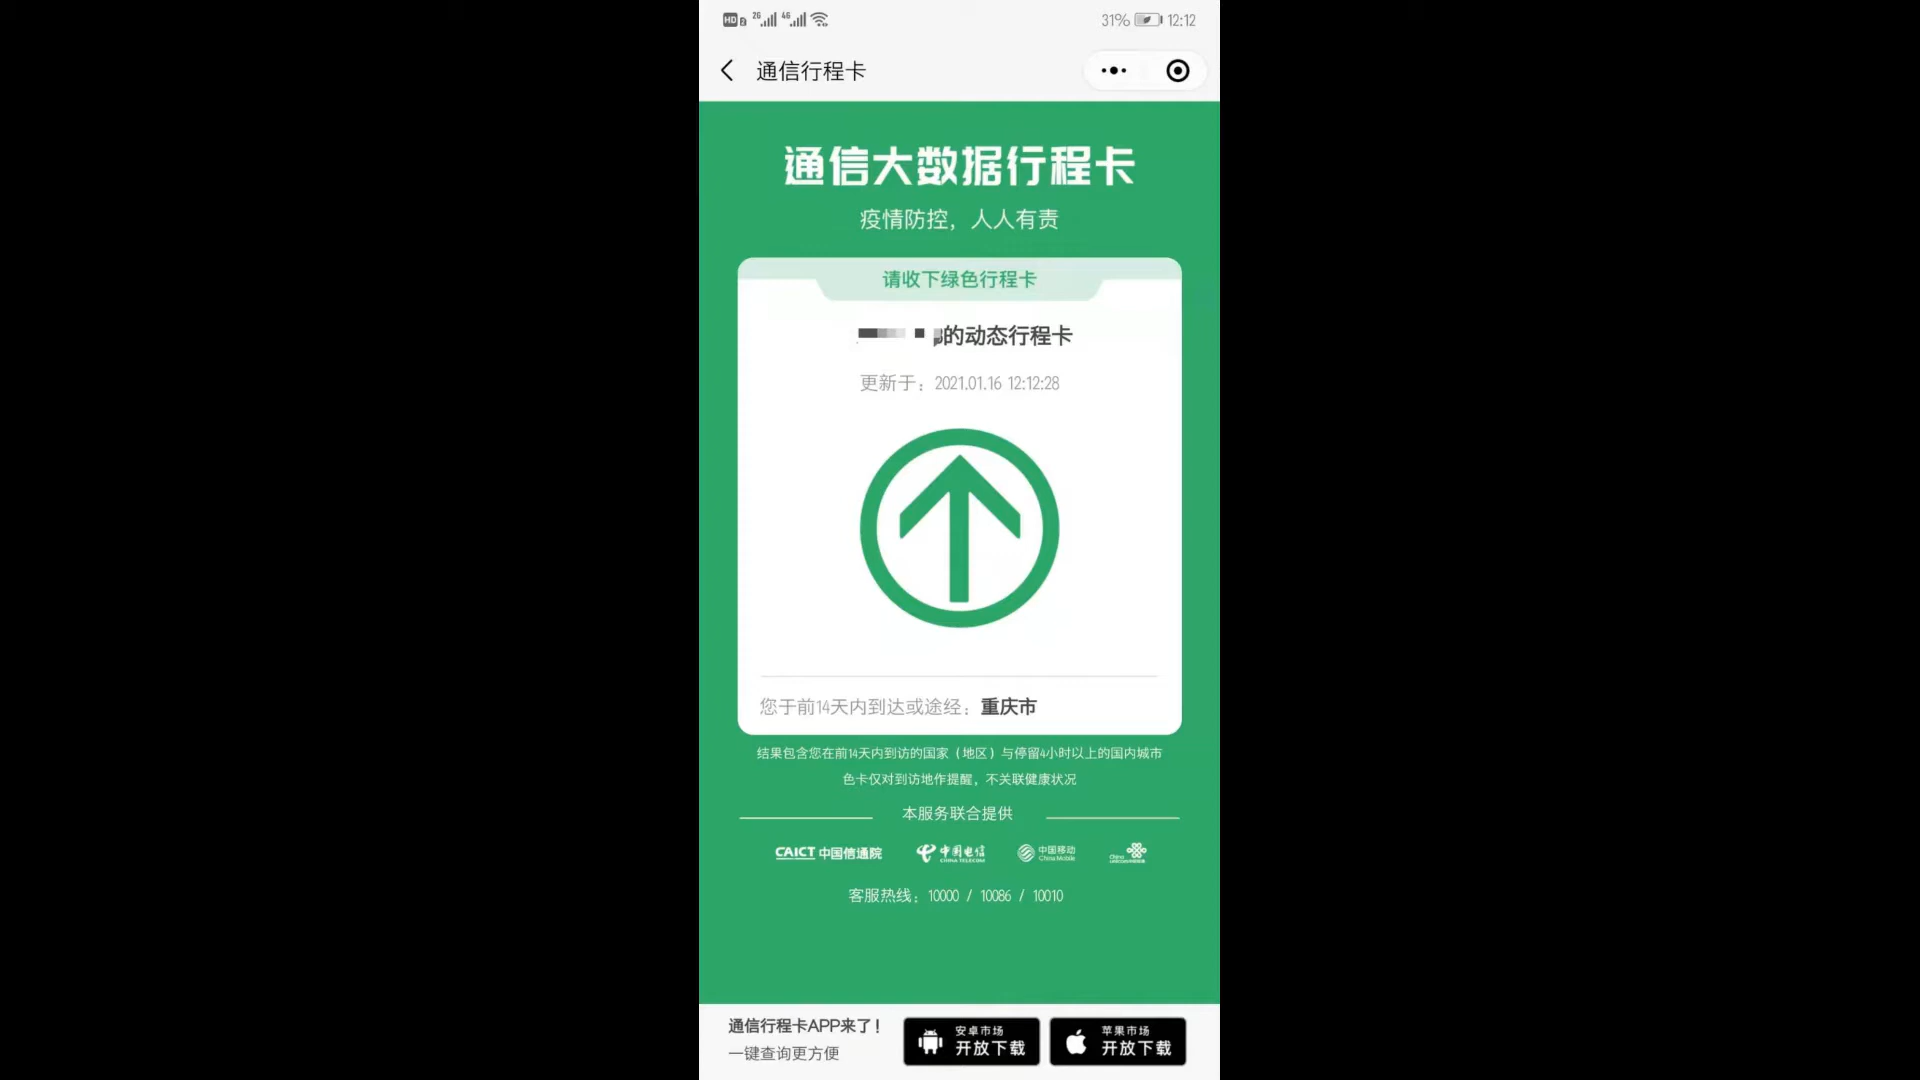 HD 2 2G 4G 31% 12:12
通信行程卡
通信大数据行程卡
疫情防控，人人有责
请收下绿色行程卡
的动态行程卡
更新于：2021.01.16 12:12:28
您于前14天内到达或途经：重庆市
结果包含您在前14天内到访的国家（地区）与停留4小时以上的国内城市
色卡仅对到访地作提醒，不关联健康状况
本服务联合提供
CAICT 中国信通院 中国电信 CHINA TELECOM 中国移动 China Mobile China
客服热线：10000 / 10086 / 10010
通信行程卡APP来了！
一键查询更方便
安卓市场
开放下载
苹果市场
开放下载